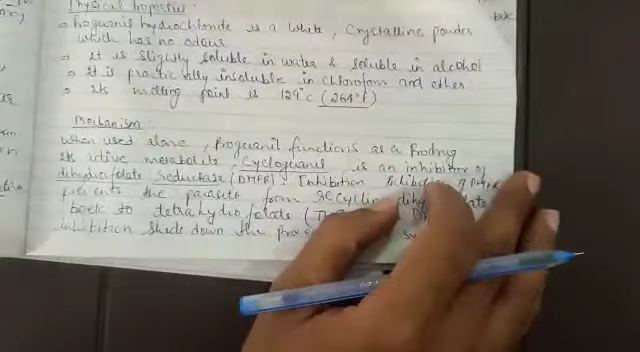 Physical Properties:
→ Proguanil hydrochloride is a white, crystalline powder
which has no odour
→ It is slightly soluble in water & soluble in alcohol
→ It is practically insoluble in chloroform and ether
→ Its melting point is 129°C (264°F)
Mechanism:
When used alone, Proguanil functions as a Prodrug
Its active metabolite Cycloguanil is an inhibitor of
dihydrofolate reductase (DHFR). Inhibition of DHFR
prevents the parasite from recycling
back to tetrahydrofolate
inhibition shuts down the